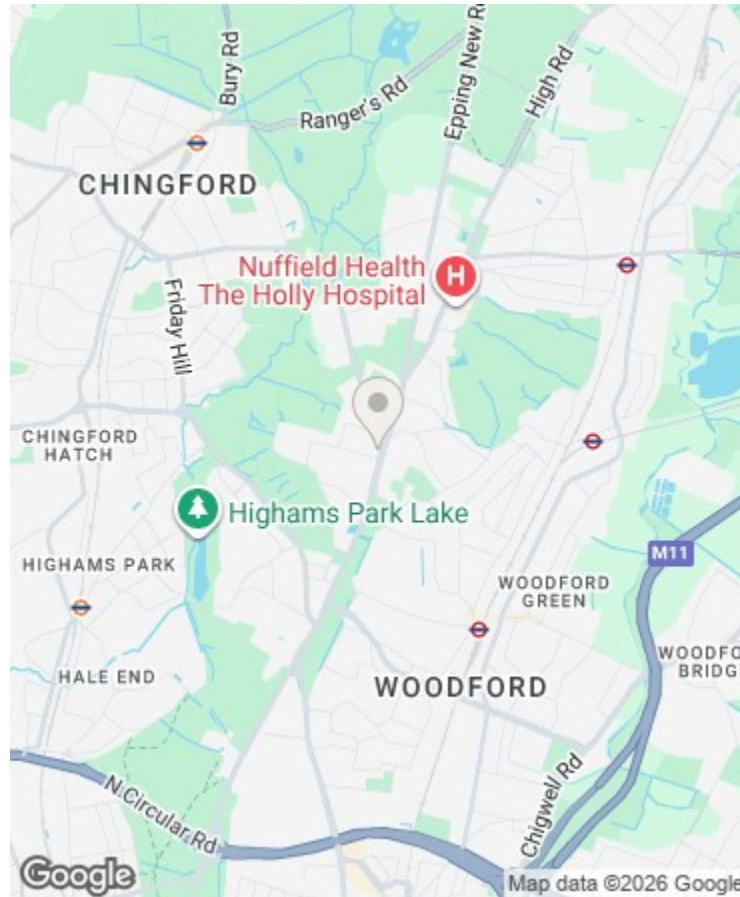 Bury Rd
Ranger's Rd
Epping New R
High Rd
CHINGFORD
Nuffield Health
The Holly Hospital
H
Friday Hill
CHINGFORD
HATCH
Highams Park Lake
HIGHAMS PARK
M11
WOODFORD
GREEN
HALE END
WOODFORD
WOODFO
BRIDG
N Circular Rd
Chigwell Rd
Google
Map data ©2026 Google